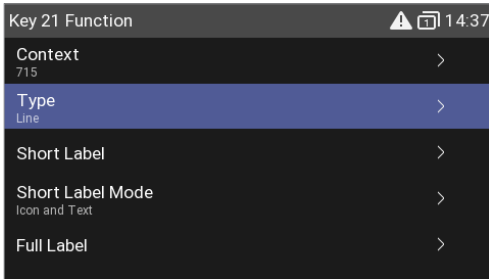 Key 21 Function 1 14:37
Context
715
Type
Line
Short Label
Short Label Mode
Icon and Text
Full Label